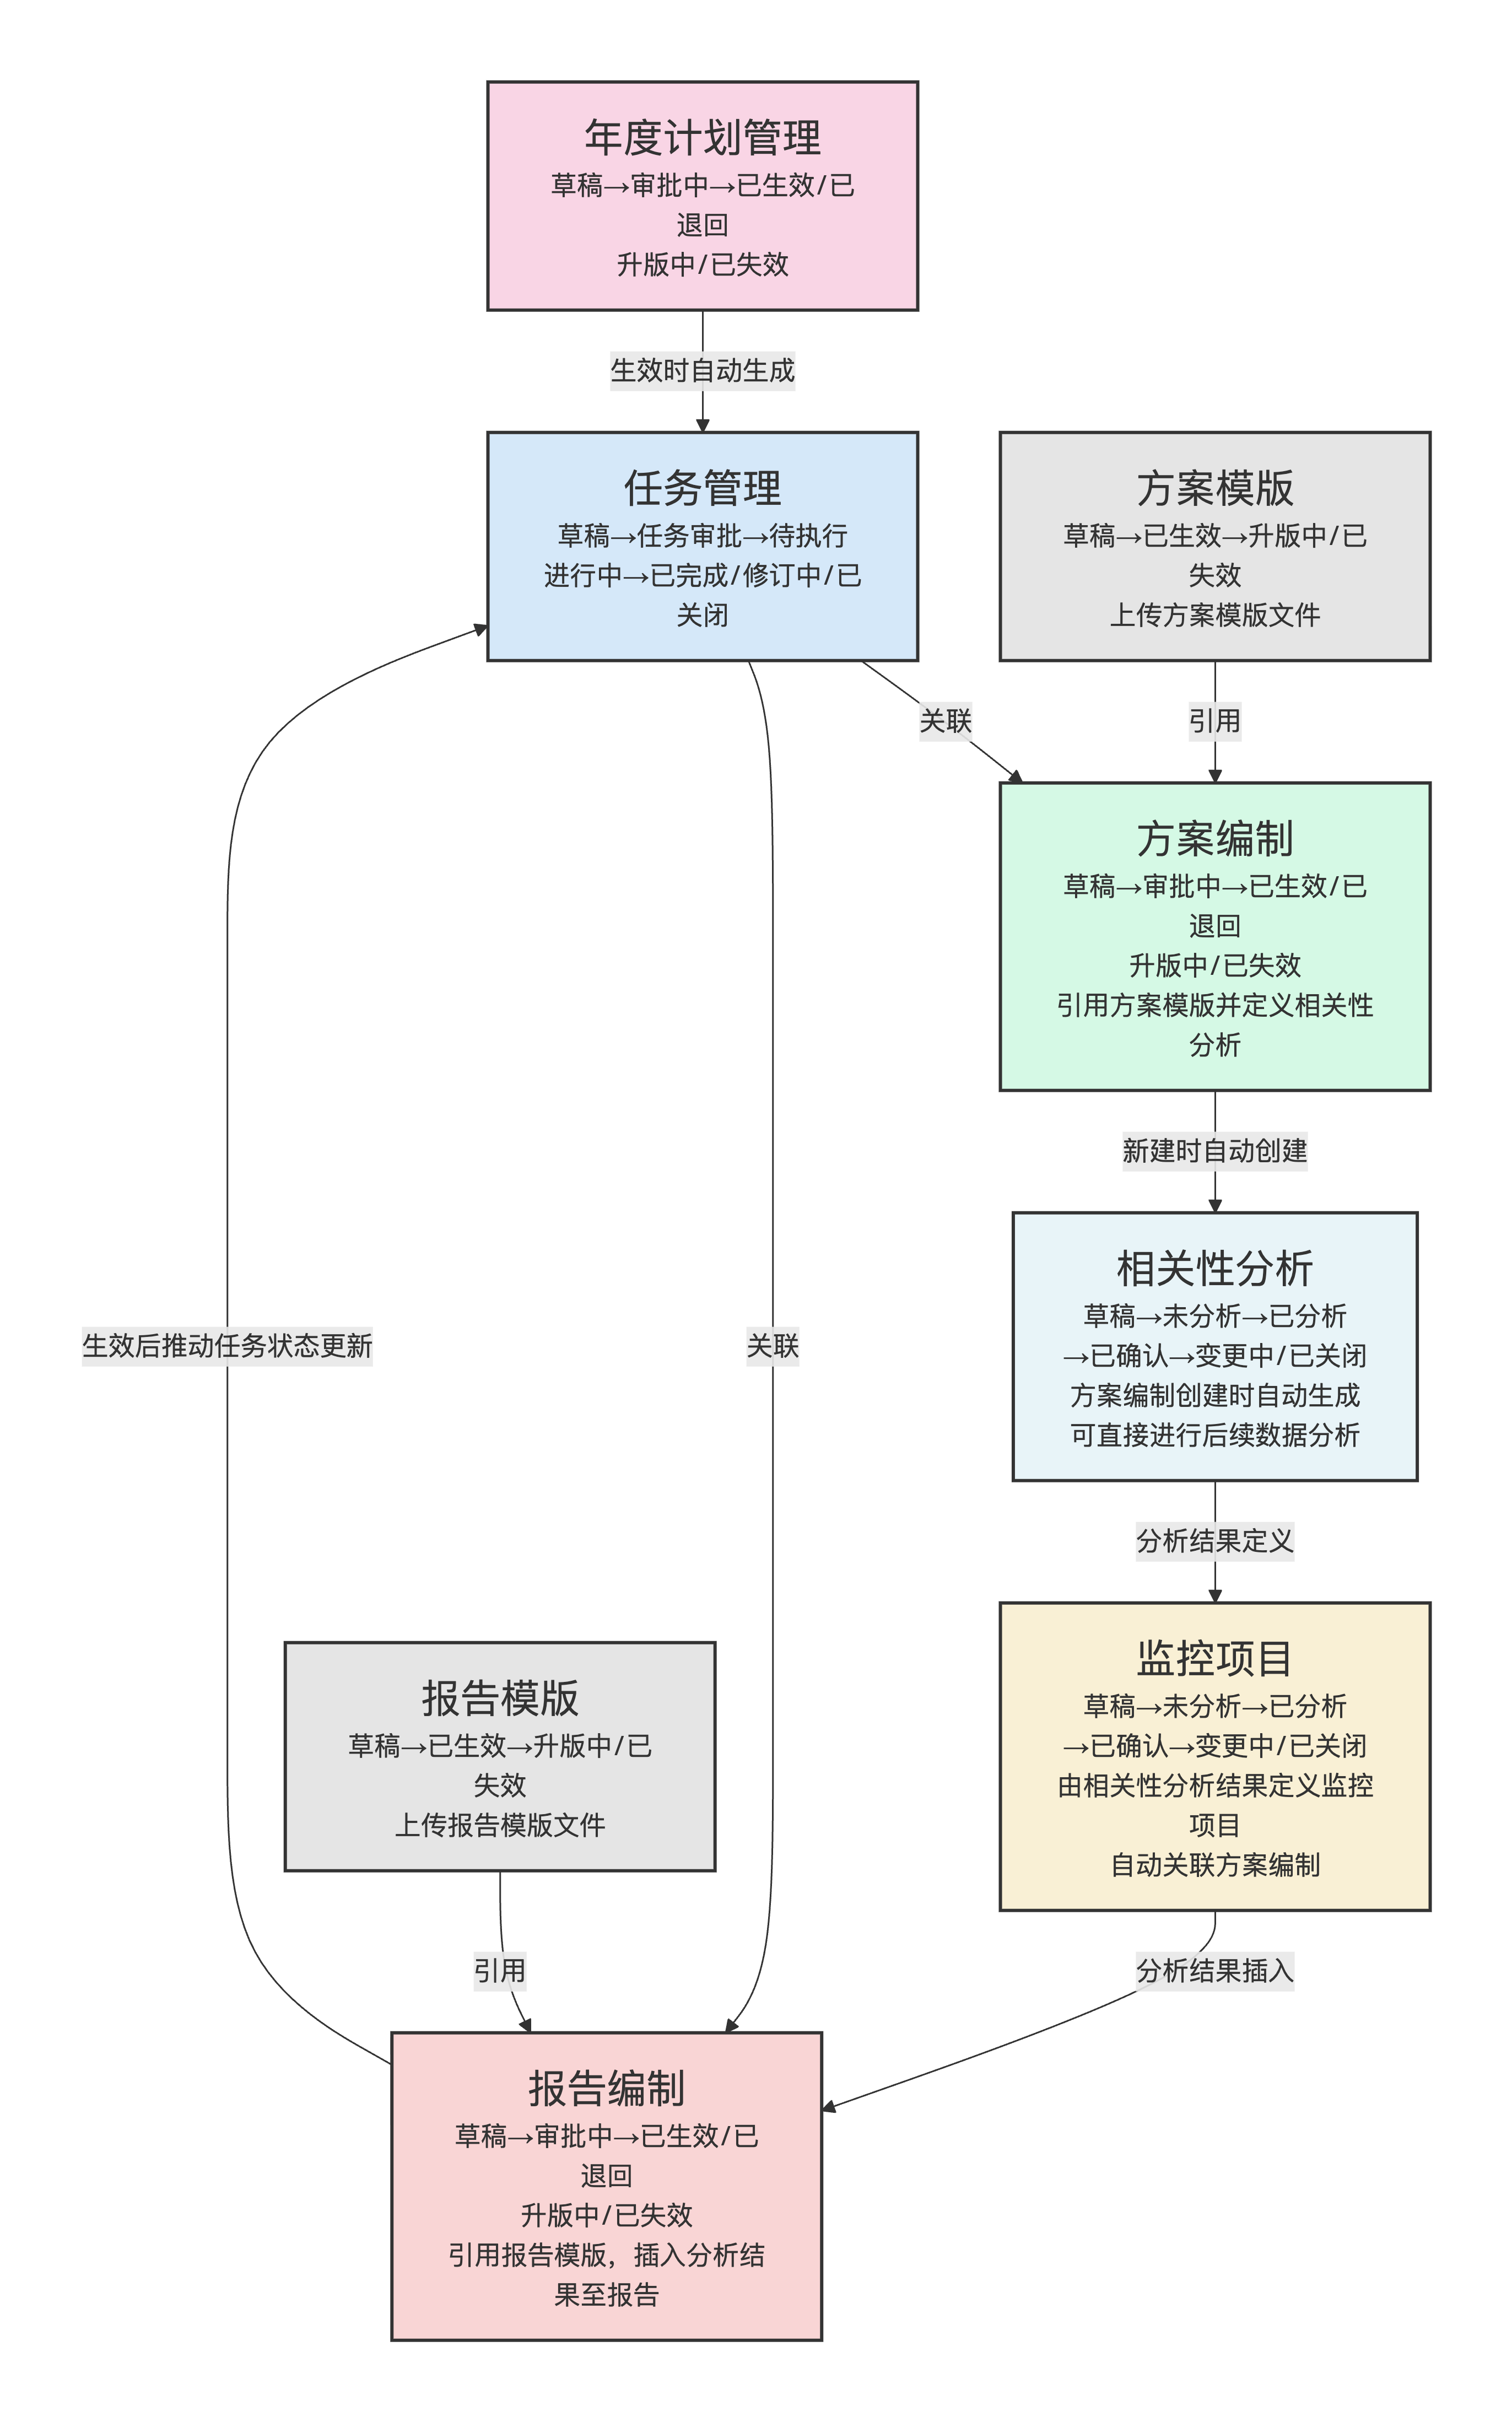 年度计划管理
草稿→审批中→已生效/已
退回
升版中/已失效
生效时自动生成
任务管理
草稿→任务审批→待执行
进行中→已完成/修订中/已
关闭
方案模版
草稿→已生效→升版中/已
失效
上传方案模版文件
关联
引用
方案编制
草稿→审批中→已生效/已
退回
升版中/已失效
引用方案模版并定义相关性
分析
新建时自动创建
相关性分析
草稿→未分析→已分析
→已确认→变更中/已关闭
方案编制创建时自动生成
可直接进行后续数据分析
生效后推动任务状态更新
关联
分析结果定义
监控项目
草稿→未分析→已分析
→已确认→变更中/已关闭
由相关性分析结果定义监控
项目
自动关联方案编制
报告模版
草稿→已生效→升版中/已
失效
上传报告模版文件
引用
分析结果插入
报告编制
草稿→审批中→已生效/已
退回
升版中/已失效
引用报告模版，插入分析结
果至报告